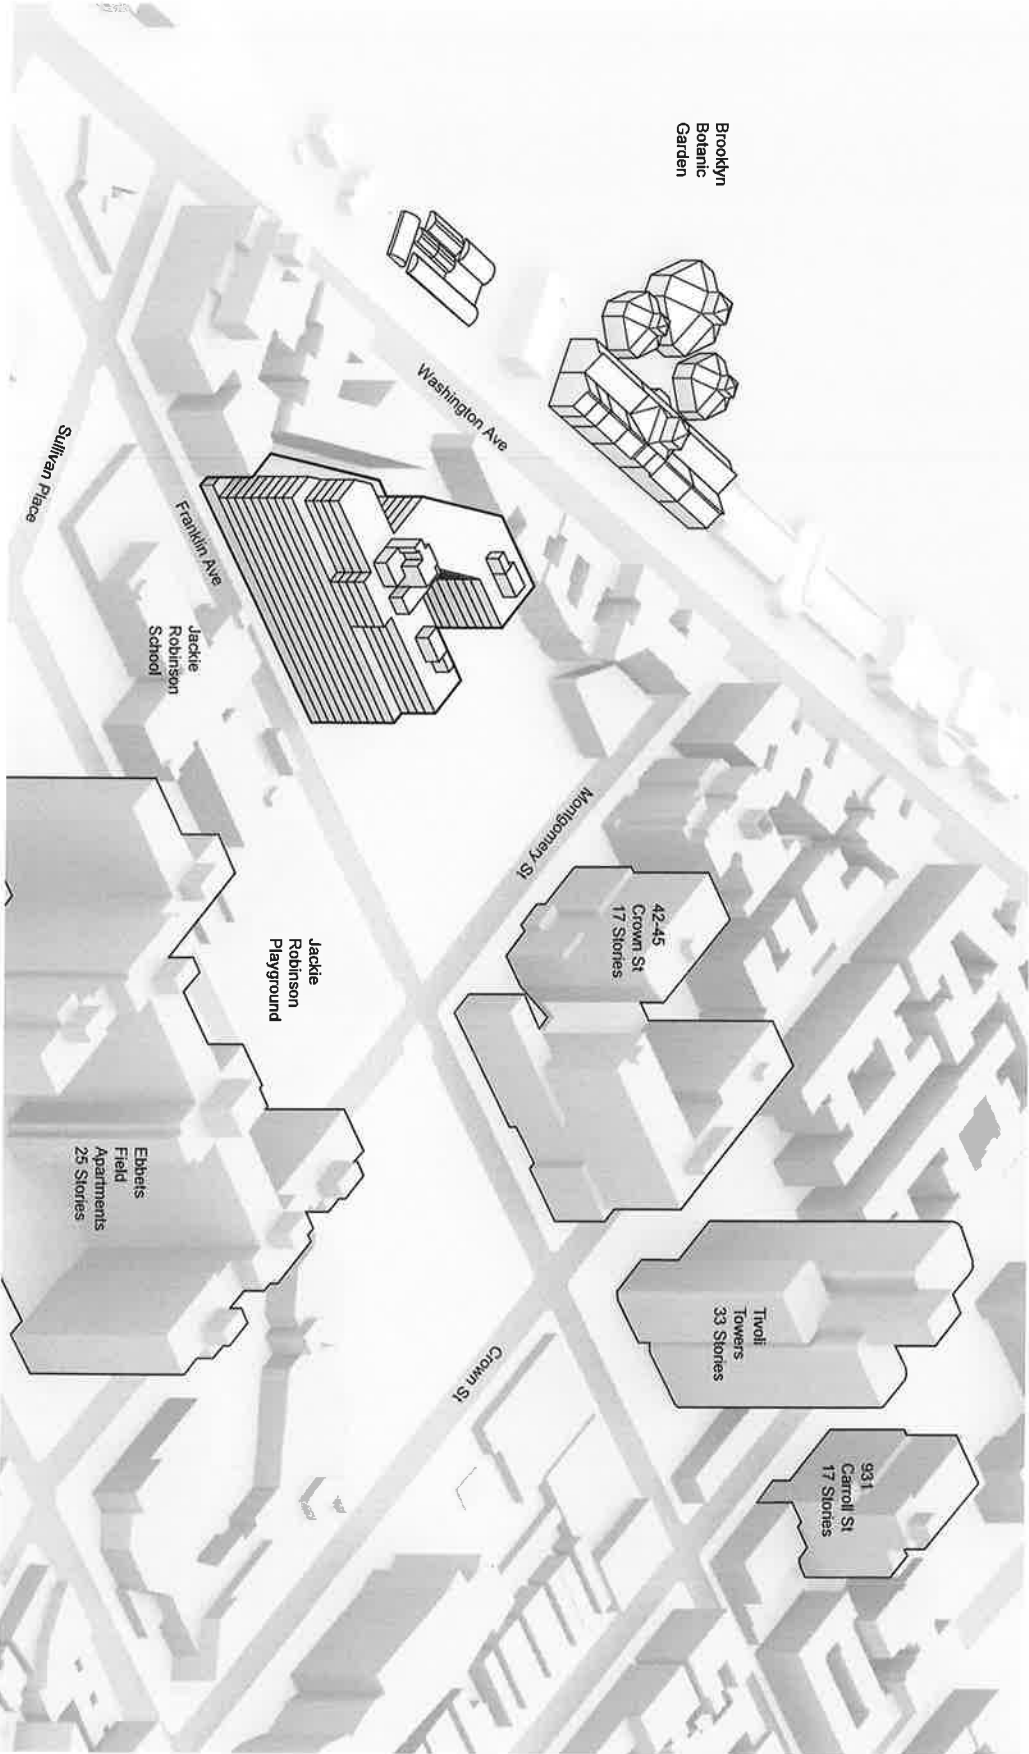 Brooklyn
Botanic
Garden
Washington Ave
Sullivan Place
Franklin Ave
Jackie
Robinson
School
Montgomery St
42-45
Crown St
17 Stories
Jackie
Robinson
Playground
Ebbets
Field
Apartments
25 Stories
Tivoli
Towers
33 Stories
Crown St
931
Carroll St
17 Stories